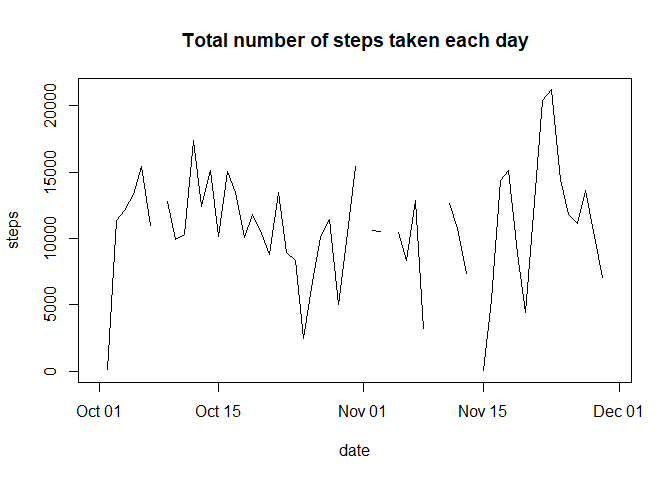 Total number of steps taken each day
steps
20000
15000
10000
5000
0
Oct 01 Oct 15 Nov 01 Nov 15 Dec 01
date